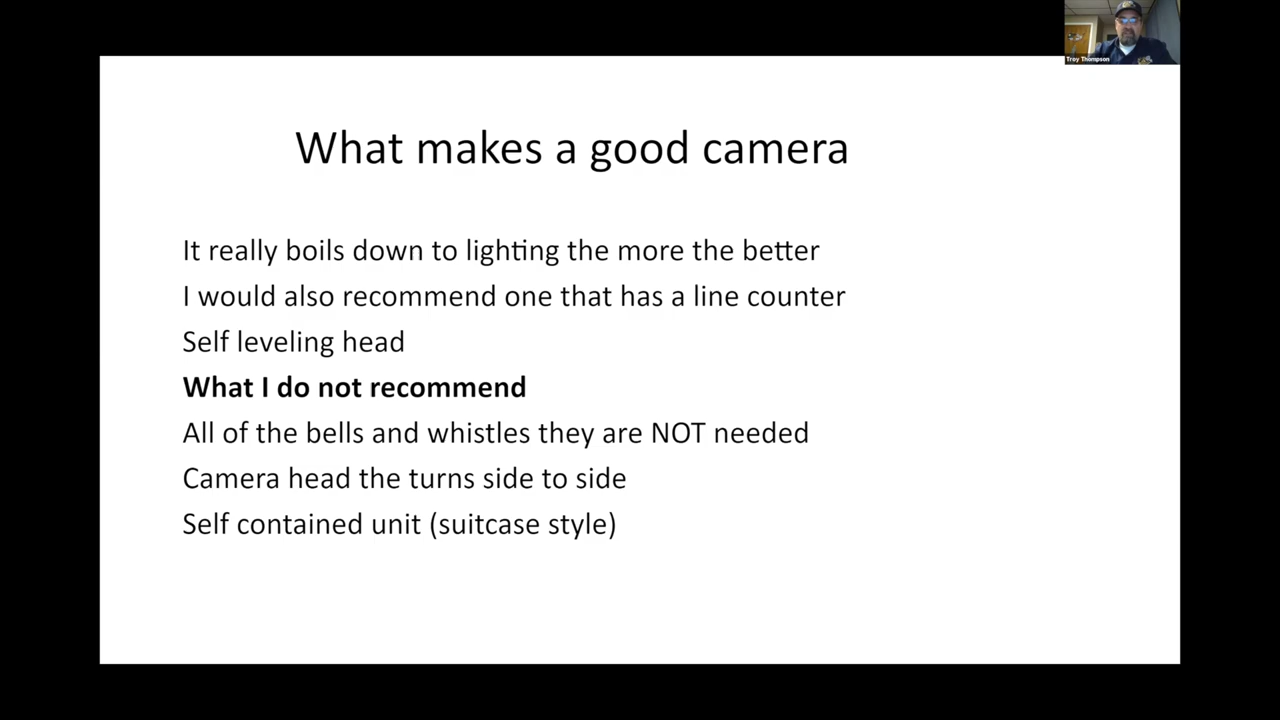 Troy Thompson
What makes a good camera
It really boils down to lighting the more the better
I would also recommend one that has a line counter
Self leveling head
What I do not recommend
All of the bells and whistles they are NOT needed
Camera head the turns side to side
Self contained unit (suitcase style)